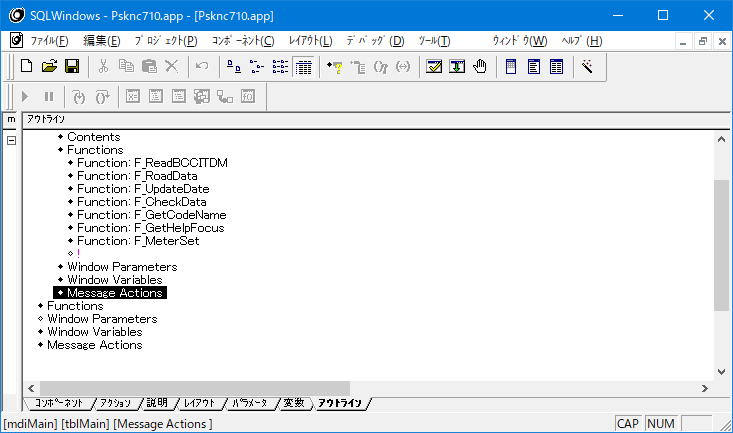 SQLWindows - Psknc710.app - [Psknc710.app]
ﾌｧｲﾙ(F) 編集(E) ﾌﾟﾛｼﾞｪｸﾄ(P) ｺﾝﾎﾟｰﾈﾝﾄ(C) ﾚｲｱｳﾄ(L) ﾃﾞﾊﾞｯｸﾞ(D) ﾂｰﾙ(T) ｳｨﾝﾄﾞｳ(W) ﾍﾙﾌﾟ(H)
m ｱｳﾄﾗｲﾝ
Contents
Functions
Function: F_ReadBCCITDM
Function: F_RoadData
Function: F_UpdateDate
Function: F_CheckData
Function: F_GetCodeName
Function: F_GetHelpFocus
Function: F_MeterSet
!
Window Parameters
Window Variables
Message Actions
Functions
Window Parameters
Window Variables
Message Actions
ｺﾝﾎﾟｰﾈﾝﾄ ｱｸｼｮﾝ 説明 ﾚｲｱｳﾄ ﾊﾟﾗﾒｰﾀ 変数 ｱｳﾄﾗｲﾝ
[mdiMain] [tblMain] [Message Actions ] CAP NUM